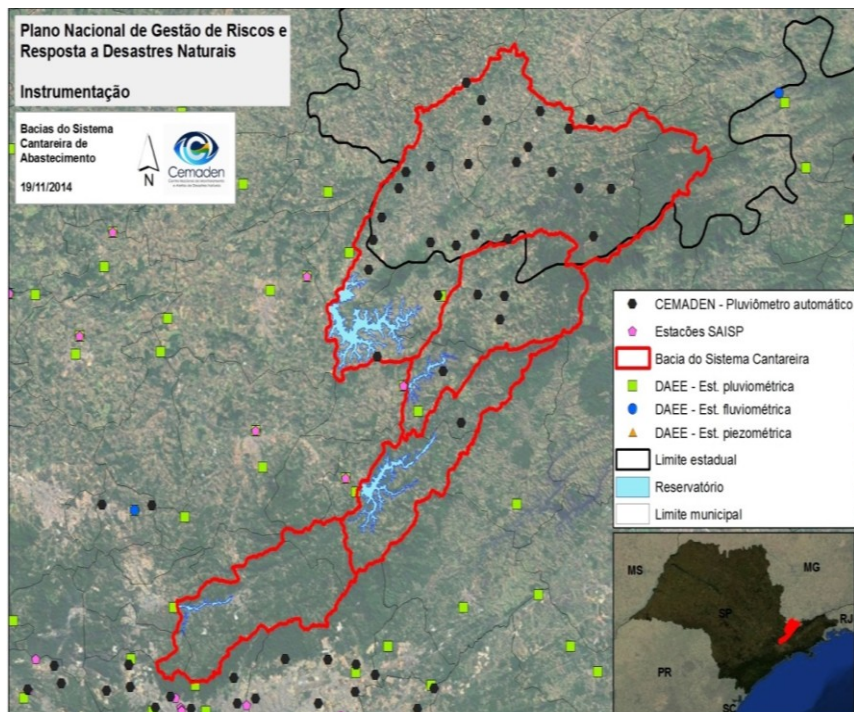 Plano Nacional de Gestão de Riscos e
Resposta a Desastres Naturais
Instrumentação
Bacias do Sistema
Cantareira de
Abastecimento
19/11/2014
N
Cemaden
CEMADEN - Pluviômetro automático
Estacões SAISP
Bacia do Sistema Cantareira
DAEE - Est. pluviométrica
DAEE - Est. fluviométrica
DAEE - Est. piezométrica
Limite estadual
Reservatório
Limite municipal
MS
MG
SP
RJ
PR
SC